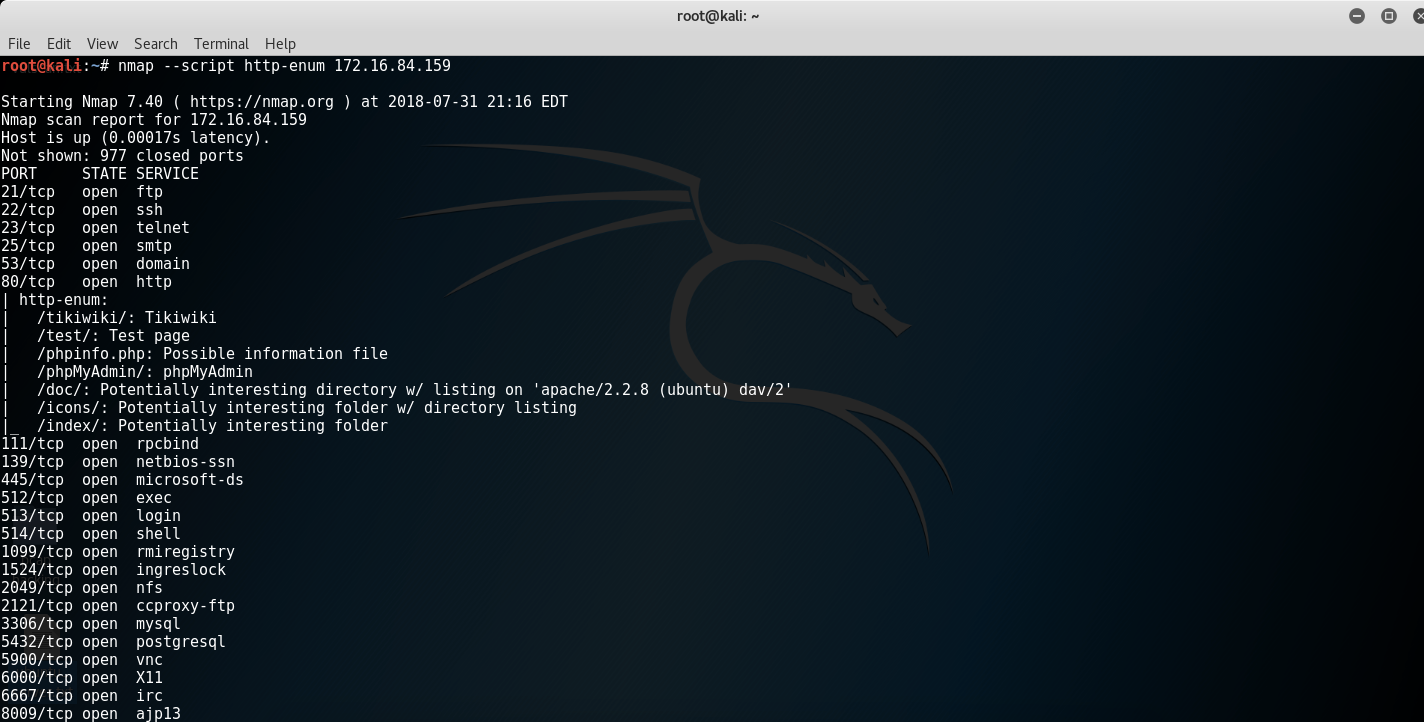 root@kali: ~
File Edit View Search Terminal Help
root@kali:~# nmap --script http-enum 172.16.84.159
Starting Nmap 7.40 ( https://nmap.org ) at 2018-07-31 21:16 EDT
Nmap scan report for 172.16.84.159
Host is up (0.00017s latency).
Not shown: 977 closed ports
PORT     STATE SERVICE
21/tcp   open  ftp
22/tcp   open  ssh
23/tcp   open  telnet
25/tcp   open  smtp
53/tcp   open  domain
80/tcp   open  http
| http-enum:
|   /tikiwiki/: Tikiwiki
|   /test/: Test page
|   /phpinfo.php: Possible information file
|   /phpMyAdmin/: phpMyAdmin
|   /doc/: Potentially interesting directory w/ listing on 'apache/2.2.8 (ubuntu) dav/2'
|   /icons/: Potentially interesting folder w/ directory listing
|_  /index/: Potentially interesting folder
111/tcp  open  rpcbind
139/tcp  open  netbios-ssn
445/tcp  open  microsoft-ds
512/tcp  open  exec
513/tcp  open  login
514/tcp  open  shell
1099/tcp open  rmiregistry
1524/tcp open  ingreslock
2049/tcp open  nfs
2121/tcp open  ccproxy-ftp
3306/tcp open  mysql
5432/tcp open  postgresql
5900/tcp open  vnc
6000/tcp open  X11
6667/tcp open  irc
8009/tcp open  ajp13